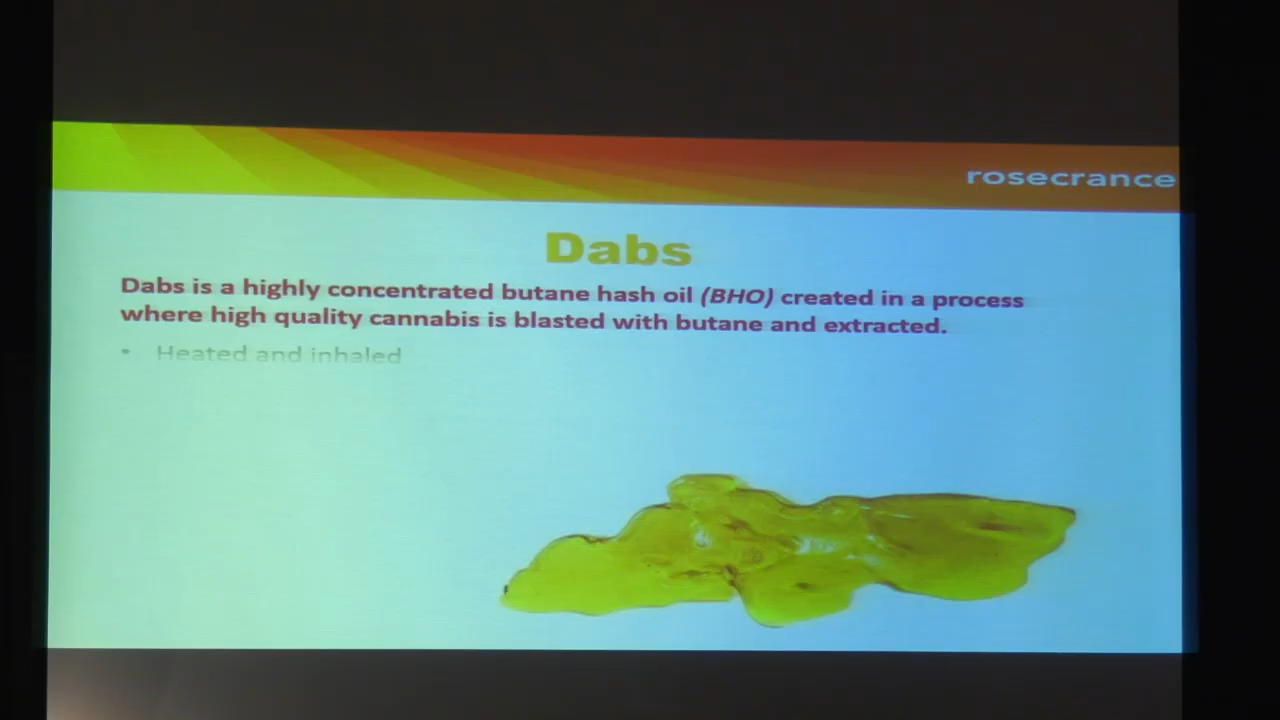 rosecrance
Dabs
Dabs is a highly concentrated butane hash oil (BHO) created in a process
where high quality cannabis is blasted with butane and extracted.
• Heated and inhaled